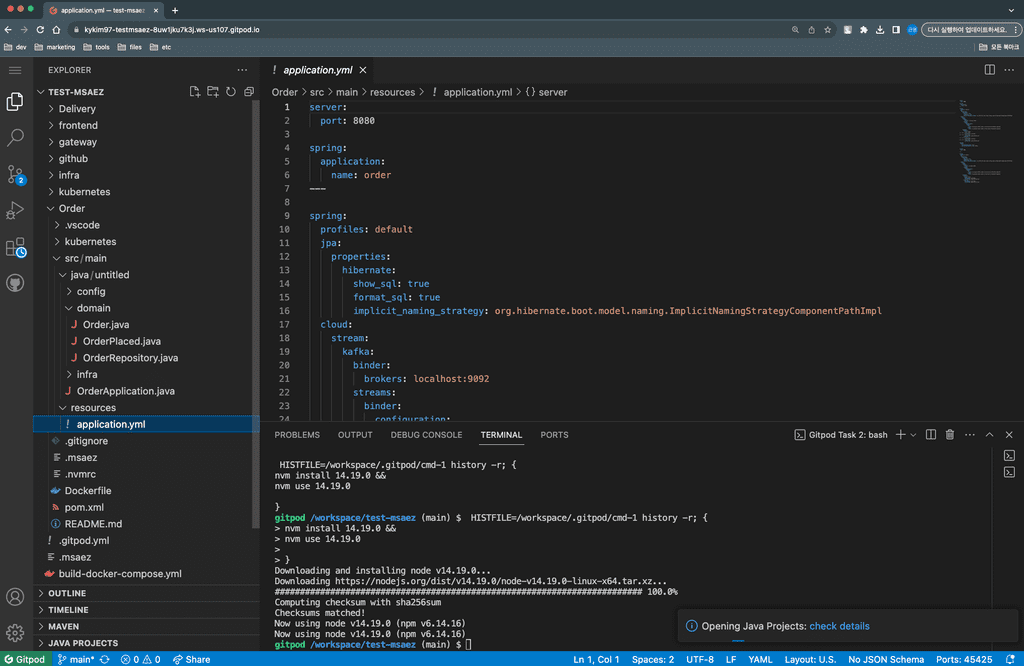 application.yml — test-msaez
kykim97-testmsaez-8uw1jku7k3j.ws-us107.gitpod.io
다시 실행하여 업데이트하세요.
dev marketing tools files etc
모든 북마크
EXPLORER
TEST-MSAEZ
Delivery
frontend
gateway
github
infra
kubernetes
Order
.vscode
kubernetes
src/main
java/untitled
config
domain
Order.java
OrderPlaced.java
OrderRepository.java
infra
OrderApplication.java
resources
application.yml
.gitignore
.msaez
.nvmrc
Dockerfile
pom.xml
README.md
.gitpod.yml
.msaez
build-docker-compose.yml
OUTLINE
TIMELINE
MAVEN
JAVA PROJECTS
2
! application.yml
Order > src > main > resources > ! application.yml > {} server
1 server:
2 port: 8080
3
4 spring:
5 application:
6 name: order
7 ---
8
9 spring:
10 profiles: default
11 jpa:
12 properties:
13 hibernate:
14 show_sql: true
15 format_sql: true
16 implicit_naming_strategy: org.hibernate.boot.model.naming.ImplicitNamingStrategyComponentPathImpl
17 cloud:
18 stream:
19 kafka:
20 binder:
21 brokers: localhost:9092
22 streams:
23 binder:
24 configuration:
PROBLEMS OUTPUT DEBUG CONSOLE TERMINAL PORTS
Gitpod Task 2: bash
HISTFILE=/workspace/.gitpod/cmd-1 history -r; {
nvm install 14.19.0 &&
nvm use 14.19.0
}
gitpod /workspace/test-msaez (main) $ HISTFILE=/workspace/.gitpod/cmd-1 history -r; {
> nvm install 14.19.0 &&
> nvm use 14.19.0
>
> }
Downloading and installing node v14.19.0...
Downloading https://nodejs.org/dist/v14.19.0/node-v14.19.0-linux-x64.tar.xz...
######################################################################### 100.0%
Computing checksum with sha256sum
Checksums matched!
Now using node v14.19.0 (npm v6.14.16)
Now using node v14.19.0 (npm v6.14.16)
gitpod /workspace/test-msaez (main) $
Opening Java Projects: check details
Gitpod main* 0 0 Share Ln 1, Col 1 Spaces: 2 UTF-8 LF YAML Layout: U.S. No JSON Schema Ports: 45425